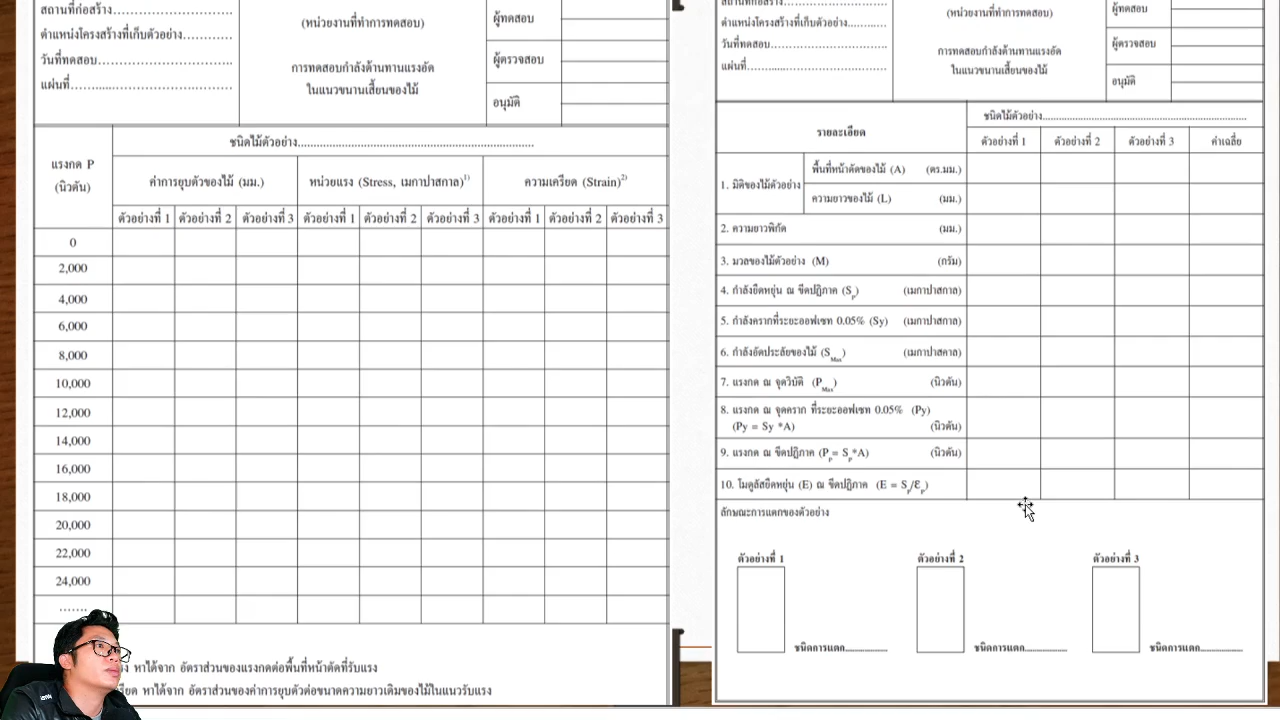 สถานที่ก่อสร้าง
ตำแหน่งโครงสร้างที่เก็บตัวอย่าง
วันที่ทดสอบ
แผ่นที่
(หน่วยงานที่ทำการทดสอบ)
การทดสอบกำลังต้านทานแรงอัด
ในแนวขนานเสี้ยนของไม้
ผู้ทดสอบ
ผู้ตรวจสอบ
อนุมัติ
แรงกด P
(นิวตัน)
ชนิดไม้ตัวอย่าง
ค่าการยุบตัวของไม้ (มม.) หน่วยแรง (Stress, เมกาปาสกาล)1) ความเครียด (Strain)2)
ตัวอย่างที่ 1 ตัวอย่างที่ 2 ตัวอย่างที่ 3 ตัวอย่างที่ 1 ตัวอย่างที่ 2 ตัวอย่างที่ 3 ตัวอย่างที่ 1 ตัวอย่างที่ 2 ตัวอย่างที่ 3
0
2,000
4,000
6,000
8,000
10,000
12,000
14,000
16,000
18,000
20,000
22,000
24,000
.......
หาได้จาก อัตราส่วนของแรงกดต่อพื้นที่หน้าตัดที่รับแรง
หาได้จาก อัตราส่วนของค่าการยุบตัวต่อขนาดความยาวเดิมของไม้ในแนวรับแรง
สถานที่ก่อสร้าง
ตำแหน่งโครงสร้างที่เก็บตัวอย่าง
วันที่ทดสอบ
แผ่นที่
(หน่วยงานที่ทำการทดสอบ)
การทดสอบกำลังต้านทานแรงอัด
ในแนวขนานเสี้ยนของไม้
ผู้ทดสอบ
ผู้ตรวจสอบ
อนุมัติ
รายละเอียด
ชนิดไม้ตัวอย่าง
ตัวอย่างที่ 1 ตัวอย่างที่ 2 ตัวอย่างที่ 3 ค่าเฉลี่ย
1. มิติของไม้ตัวอย่าง
พื้นที่หน้าตัดของไม้ (A) (ตร.มม.)
ความยาวของไม้ (L) (มม.)
2. ความยาวพิกัด (มม.)
3. มวลของไม้ตัวอย่าง (M) (กรัม)
4. กำลังยืดหยุ่น ณ ขีดปฏิภาค (Sp) (เมกาปาสกาล)
5. กำลังครากที่ระยะออฟเซท 0.05% (Sy) (เมกาปาสกาล)
6. กำลังอัดประลัยของไม้ (SMax) (เมกาปาสคาล)
7. แรงกด ณ จุดวิบัติ (PMax) (นิวตัน)
8. แรงกด ณ จุดคราก ที่ระยะออฟเซท 0.05% (Py)
(Py = Sy *A) (นิวตัน)
9. แรงกด ณ ขีดปฏิภาค (Pp= Sp*A) (นิวตัน)
10. โมดูลัสยืดหยุ่น (E) ณ ขีดปฏิภาค (E = Sp/Ɛp)
ลักษณะการแตกของตัวอย่าง
ตัวอย่างที่ 1 ตัวอย่างที่ 2 ตัวอย่างที่ 3
ชนิดการแตก ชนิดการแตก ชนิดการแตก